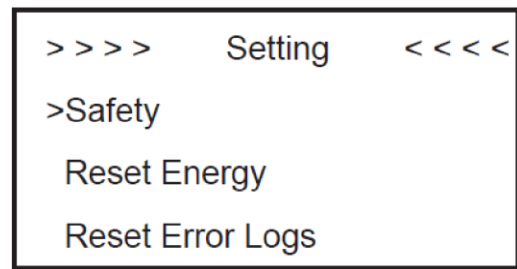 > > > > Setting < < < <
>Safety
Reset Energy
Reset Error Logs